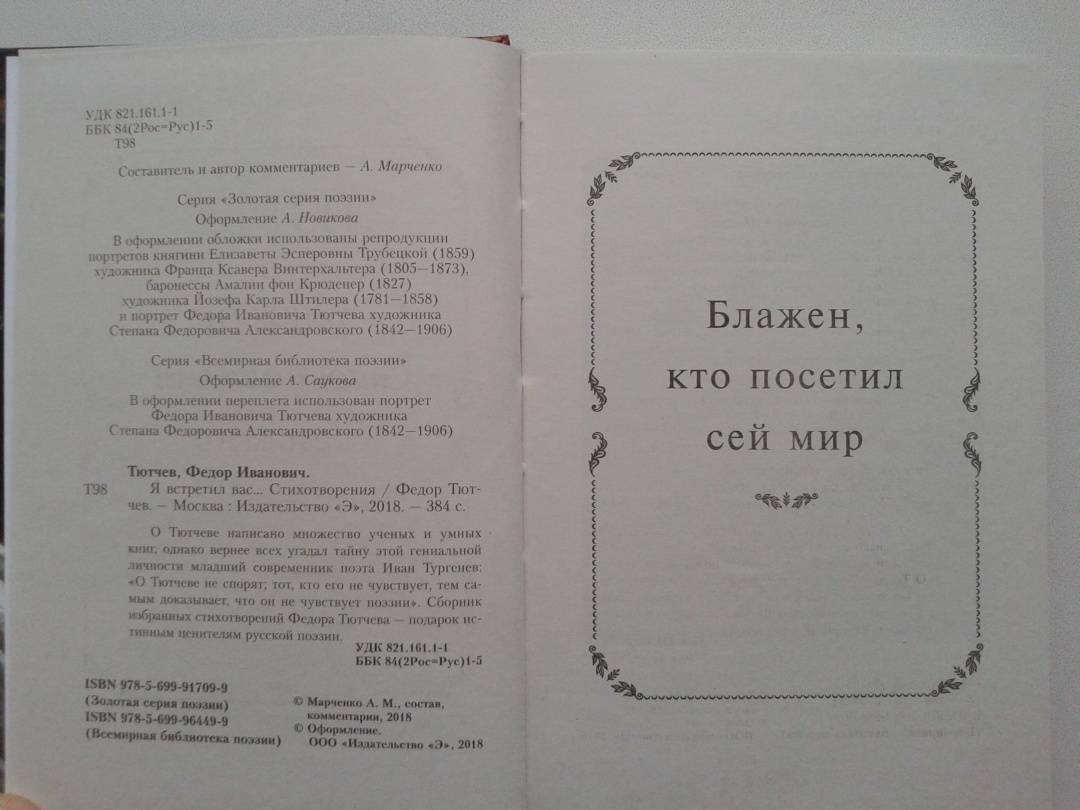 УДК 821.161.1-1
ББК 84(2Рос=Рус)1-5
Т98
Составитель и автор комментариев — А. Марченко
Серия «Золотая серия поэзии»
Оформление А. Новикова
В оформлении обложки использованы репродукции
портретов княгини Елизаветы Эсперовны Трубецкой (1859)
художника Франца Ксавера Винтерхальтера (1805—1873),
баронессы Амалии фон Крюденер (1827)
художника Йозефа Карла Штилера (1781—1858)
и портрет Федора Ивановича Тютчева художника
Степана Федоровича Александровского (1842—1906)
Серия «Всемирная библиотека поэзии»
Оформление А. Саукова
В оформлении переплета использован портрет
Федора Ивановича Тютчева художника
Степана Федоровича Александровского (1842—1906)
Тютчев, Федор Иванович.
Т98 Я встретил вас... Стихотворения / Федор Тют-
чев. — Москва : Издательство «Э», 2018. — 384 с.
О Тютчеве написано множество ученых и умных
книг, однако вернее всех угадал тайну этой гениальной
личности младший современник поэта Иван Тургенев:
«О Тютчеве не спорят; тот, кто его не чувствует, тем са-
мым доказывает, что он не чувствует поэзии». Сборник
избранных стихотворений Федора Тютчева — подарок ис-
тинным ценителям русской поэзии.
УДК 821.161.1-1
ББК 84(2Рос=Рус)1-5
ISBN 978-5-699-91709-9
(Золотая серия поэзии)
ISBN 978-5-699-96449-9
(Всемирная библиотека поэзии)
© Марченко А. М., состав,
комментарии, 2018
© Оформление.
ООО «Издательство «Э», 2018
Блажен,
кто посетил
сей мир